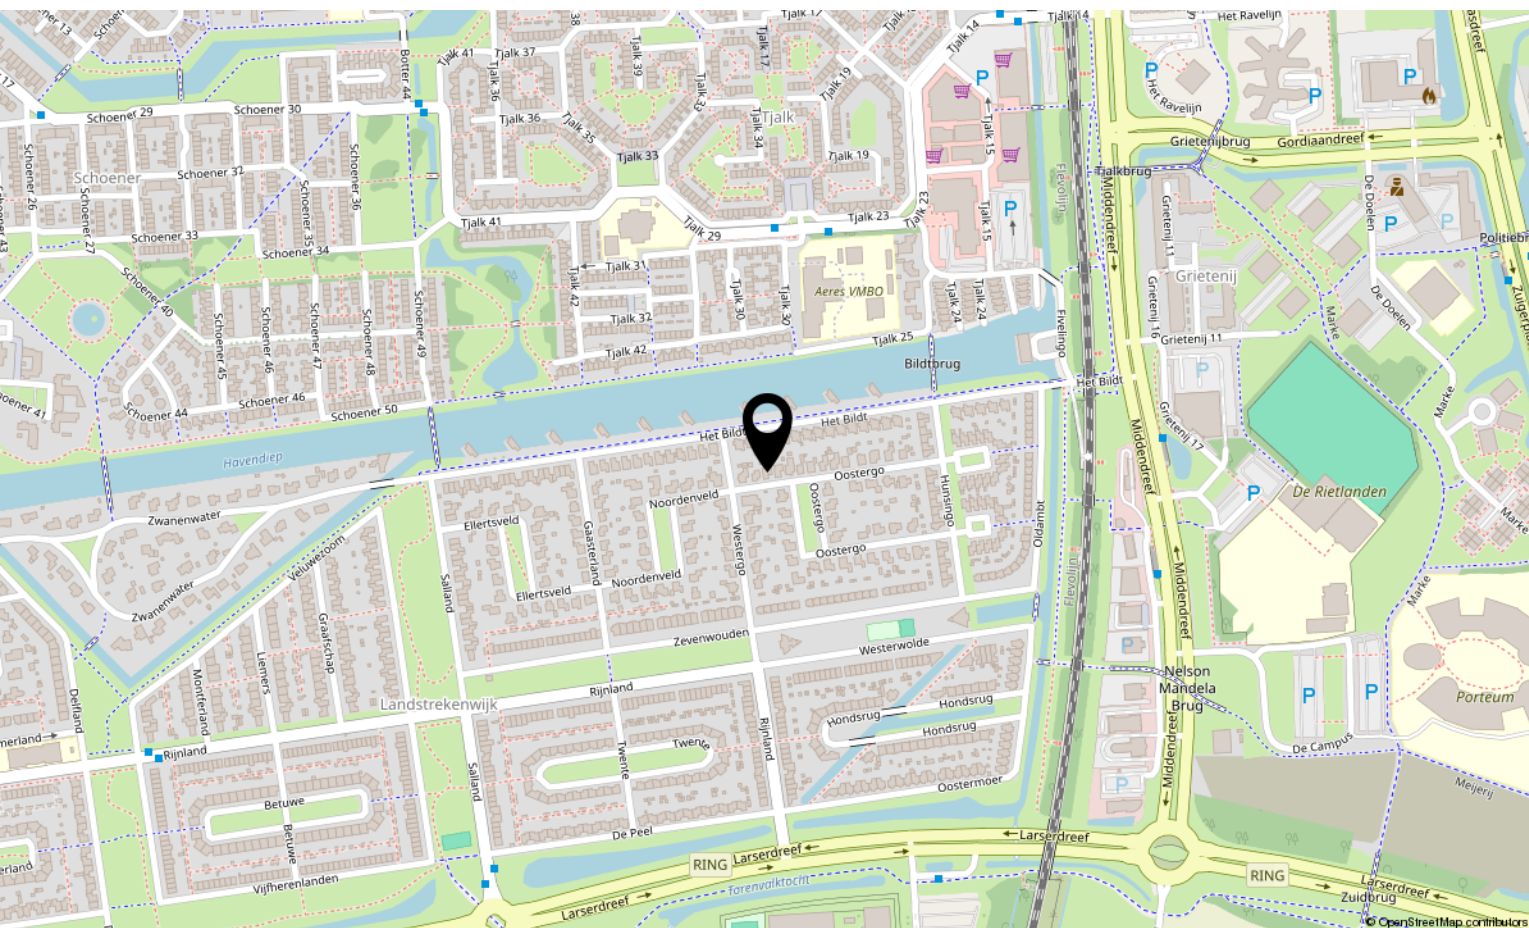 Tjalk 14
Tjalk 14
Het Ravelijn
Tjalk 41
Tjalk 37
Tjalk 39
Tjalk 17
Tjalk 19
Botter 44
Tjalk 36
Het Ravelijn
Schoener 29
Schoener 30
Tjalk 36
Tjalk 35
Tjalk 34
Tjalk
Tjalk 15
Tjalk 33
Tjalk 19
Grietenijbrug
Gordiaandreef
Schoener 26
Schoener
Schoener 32
Schoener 36
Tjalkbrug
Flevolijn
Middendreef
De Doelen
Schoener 27
Schoener 35
Tjalk 41
Tjalk 23
Tjalk 23
Tjalk 15
Grietenij 11
Schoener 33
Schoener 34
Tjalk 29
Schoener 40
Tjalk 31
Tjalk 42
Tjalk 30
Tjalk 30
Aeres VMBO
Tjalk 24
Tjalk 24
Grietenij
Grietenij 16
De Doelen
Marke
Schoener 45
Schoener 46
Schoener 47
Schoener 48
Schoener 49
Tjalk 32
Fivelingo
Tjalk 42
Tjalk 25
Grietenij 11
Bildtbrug
Het Bildt
Schoener 44
Schoener 46
Schoener 50
Marke
Het Bildt
Het Bildt
Grietenij 17
Middendreef
Havendiep
Oostergo
Noordenveld
Hunsingo
De Rietlanden
Zwanenwater
Ellertsveld
Gaasterland
Westergo
Oostergo
Oldambt
Marke
Veluwezoom
Oostergo
Zwanenwater
Ellertsveld
Noordenveld
Salland
Flevolijn
Middendreef
Marke
Graafschap
Zevenwouden
Westerwolde
Liemers
Montferland
Delfland
Landstrekenwijk
Rijnland
Nelson
Mandela
Brug
Porteum
Hondsrug
Hondsrug
Hondsrug
Rijnland
Rijnland
Twente
Twente
Middendreef
De Campus
Salland
Betuwe
Betuwe
Oostermoer
Meijerij
De Peel
Larserdreef
RING
Larserdreef
Vijfherenlanden
RING
Torenvalktocht
Larserdreef
Larserdreef
Zuidbrug
© OpenStreetMap contributors